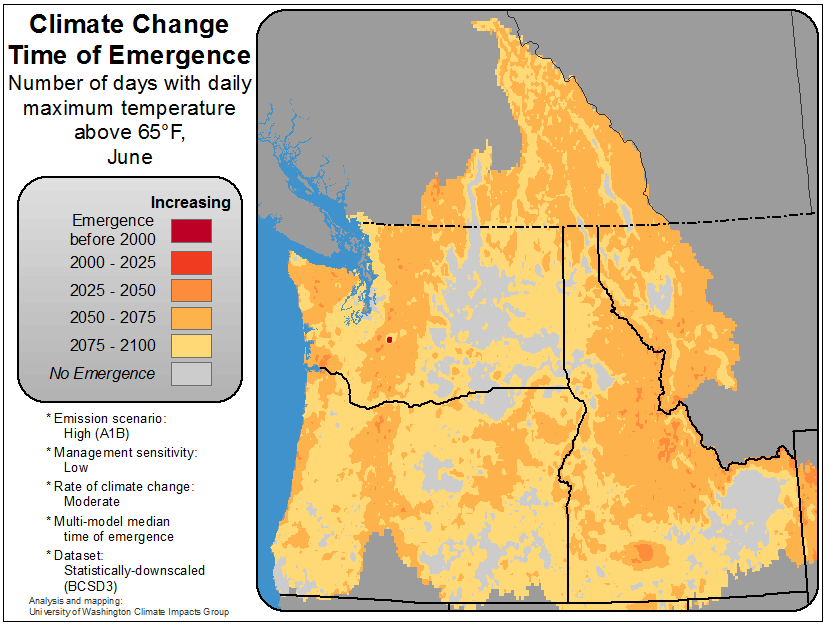 Climate Change
Time of Emergence
Number of days with daily
maximum temperature
above 65°F,
June
Increasing
Emergence
before 2000
2000 - 2025
2025 - 2050
2050 - 2075
2075 - 2100
No Emergence
* Emission scenario:
High (A1B)
* Management sensitivity:
Low
* Rate of climate change:
Moderate
* Multi-model median
time of emergence
* Dataset:
Statistically-downscaled
(BCSD3)
Analysis and mapping:
University of Washington Climate Impacts Group